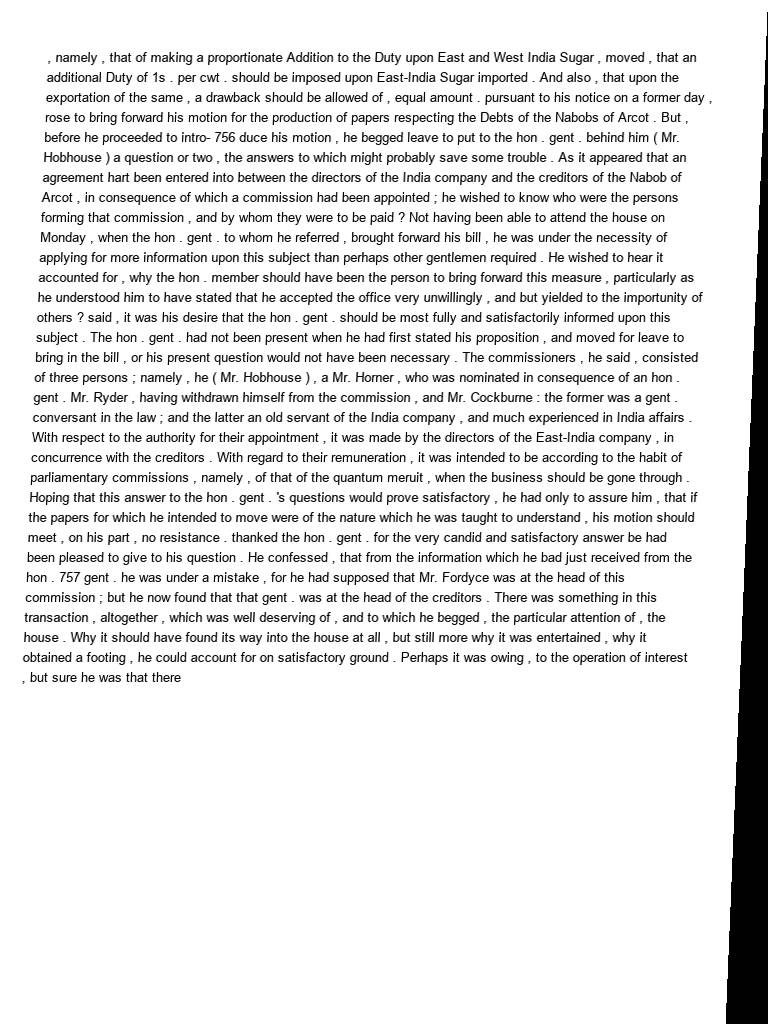 , namely , that of making a proportionate Addition to the Duty upon East and West India Sugar , moved , that an
additional Duty of 1s . per cwt . should be imposed upon East-India Sugar imported . And also , that upon the
exportation of the same , a drawback should be allowed of , equal amount . pursuant to his notice on a former day ,
rose to bring forward his motion for the production of papers respecting the Debts of the Nabobs of Arcot . But ,
before he proceeded to intro- 756 duce his motion , he begged leave to put to the hon . gent . behind him ( Mr.
Hobhouse ) a question or two , the answers to which might probably save some trouble . As it appeared that an
agreement hart been entered into between the directors of the India company and the creditors of the Nabob of
Arcot , in consequence of which a commission had been appointed ; he wished to know who were the persons
forming that commission , and by whom they were to be paid ? Not having been able to attend the house on
Monday , when the hon . gent . to whom he referred , brought forward his bill , he was under the necessity of
applying for more information upon this subject than perhaps other gentlemen required . He wished to hear it
accounted for , why the hon . member should have been the person to bring forward this measure , particularly as
he understood him to have stated that he accepted the office very unwillingly , and but yielded to the importunity of
others ? said , it was his desire that the hon . gent . should be most fully and satisfactorily informed upon this
subject . The hon . gent . had not been present when he had first stated his proposition , and moved for leave to
bring in the bill , or his present question would not have been necessary . The commissioners , he said , consisted
of three persons ; namely , he ( Mr. Hobhouse ) , a Mr. Horner , who was nominated in consequence of an hon .
gent . Mr. Ryder , having withdrawn himself from the commission , and Mr. Cockburne : the former was a gent .
conversant in the law ; and the latter an old servant of the India company , and much experienced in India affairs .
With respect to the authority for their appointment , it was made by the directors of the East-India company , in
concurrence with the creditors . With regard to their remuneration , it was intended to be according to the habit of
parliamentary commissions , namely , of that of the quantum meruit , when the business should be gone through .
Hoping that this answer to the hon . gent . 's questions would prove satisfactory , he had only to assure him , that if
the papers for which he intended to move were of the nature which he was taught to understand , his motion should
meet , on his part , no resistance . thanked the hon . gent . for the very candid and satisfactory answer be had
been pleased to give to his question . He confessed , that from the information which he bad just received from the
hon . 757 gent . he was under a mistake , for he had supposed that Mr. Fordyce was at the head of this
commission ; but he now found that that gent . was at the head of the creditors . There was something in this
transaction , altogether , which was well deserving of , and to which he begged , the particular attention of , the
house . Why it should have found its way into the house at all , but still more why it was entertained , why it
obtained a footing , he could account for on satisfactory ground . Perhaps it was owing , to the operation of interest
, but sure he was that there